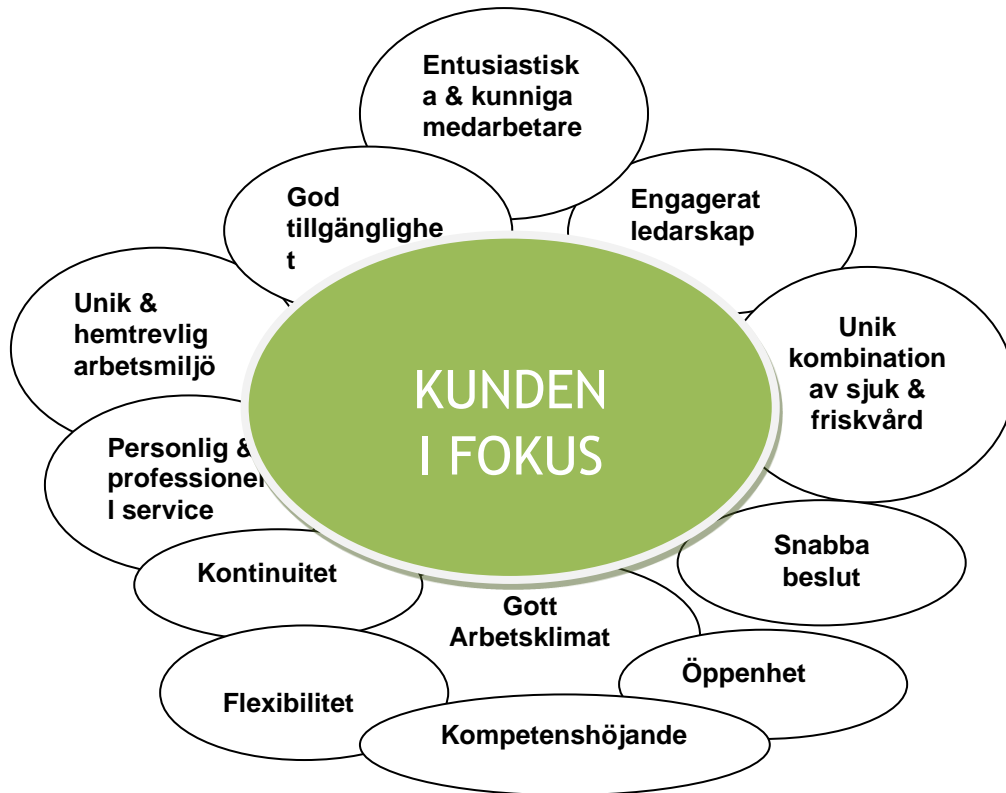 Entusiastisk
a & kunniga
medarbetare
God
tillgänglighe
t
Engagerat
ledarskap
Unik &
hemtrevlig
arbetsmiljö
Unik
kombination
av sjuk &
friskvård
KUNDEN
I FOKUS
Personlig &
professionel
l service
Kontinuitet
Snabba
beslut
Gott
Arbetsklimat
Öppenhet
Flexibilitet
Kompetenshöjande